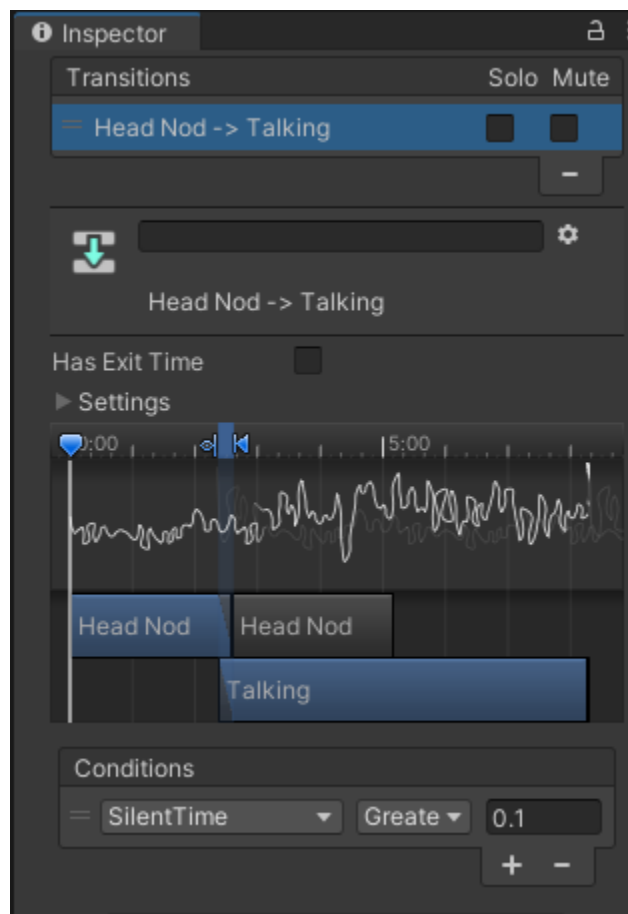 Inspector
Transitions Solo Mute
Head Nod -> Talking
Head Nod -> Talking
Has Exit Time
Settings
:00 5:00
Head Nod Head Nod
Talking
Conditions
SilentTime Greate 0.1